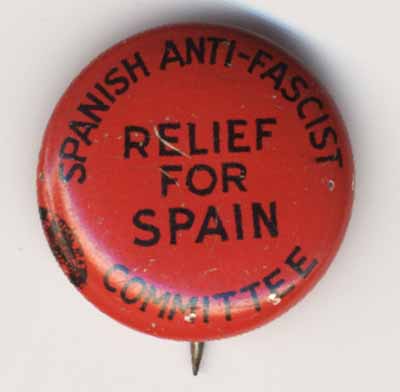 SPANISH ANTI-FASCIST
RELIEF
FOR
SPAIN
COMMITTEE